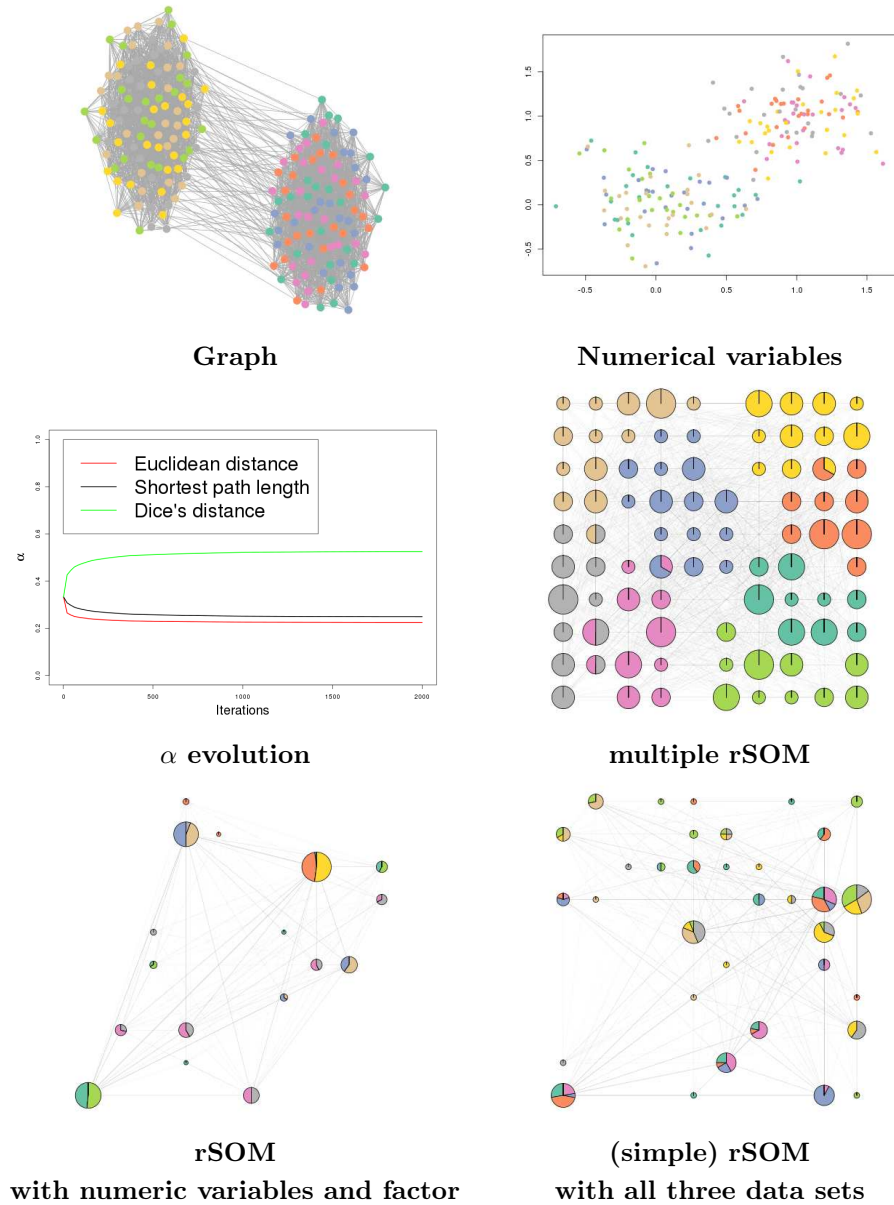 1.5
1.0
0.5
0.0
-0.5
-0.5 0.0 0.5 1.0 1.5
Graph
Numerical variables
1.0
0.8
0.6
0.4
0.2
0.0
α
Euclidean distance
Shortest path length
Dice's distance
0 500 1000 1500 2000
Iterations
α evolution
multiple rSOM
rSOM
with numeric variables and factor
(simple) rSOM
with all three data sets